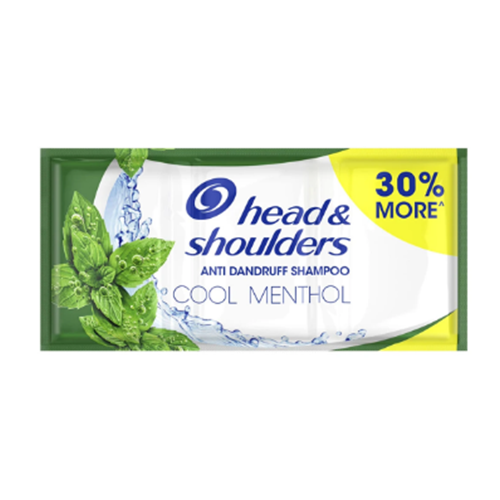 head &
shoulders
ANTI DANDRUFF SHAMPOO
COOL MENTHOL
30%
MORE^